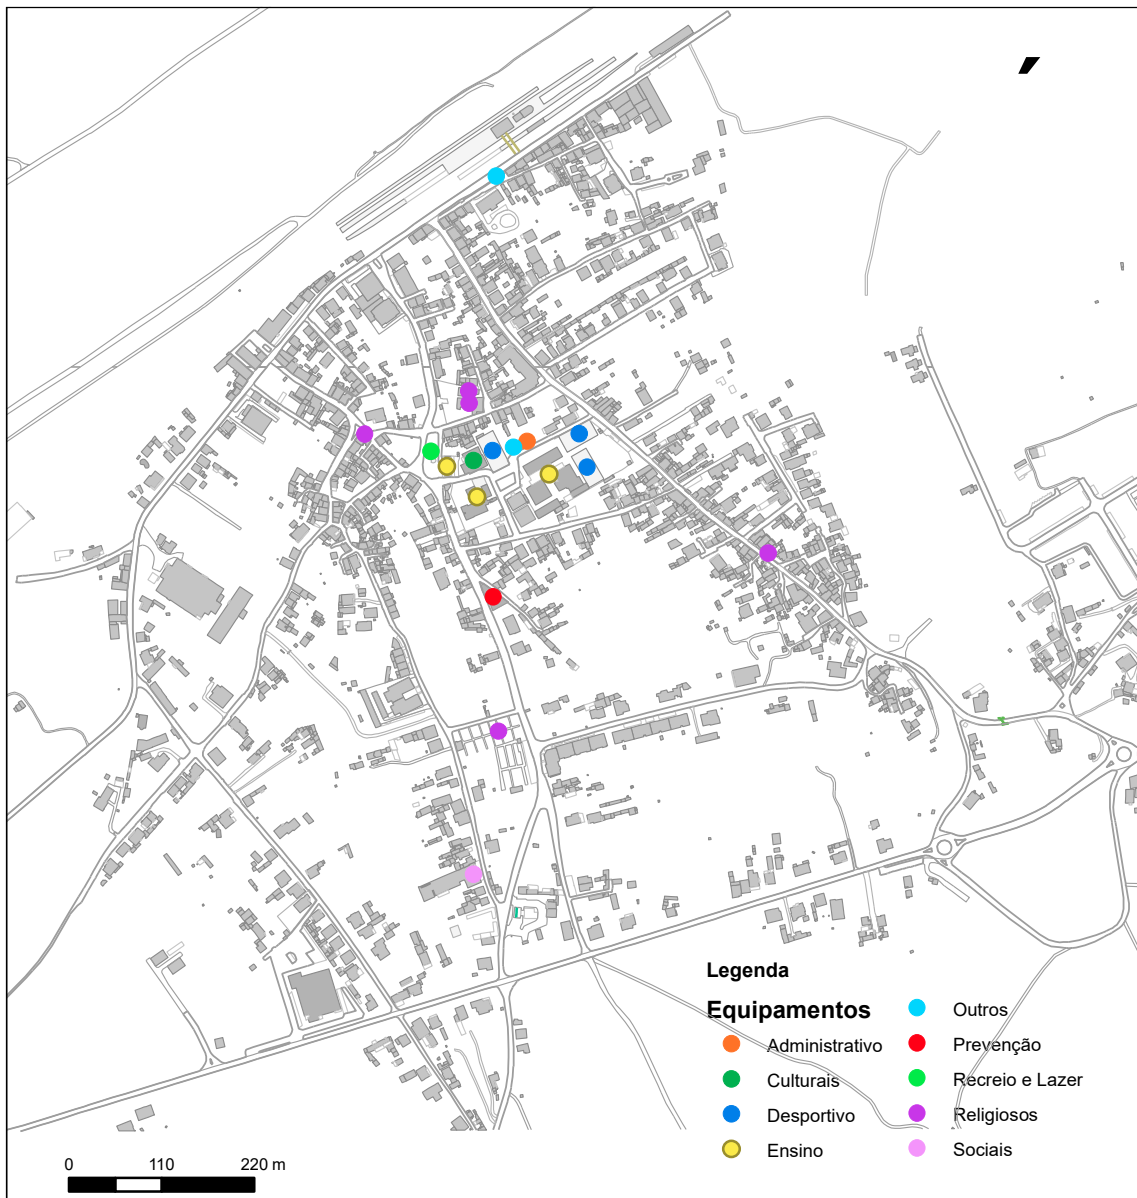 Legenda
Equipamentos
Administrativo
Culturais
Desportivo
Ensino
Outros
Prevenção
Recreio e Lazer
Religiosos
Sociais
0 110 220 m